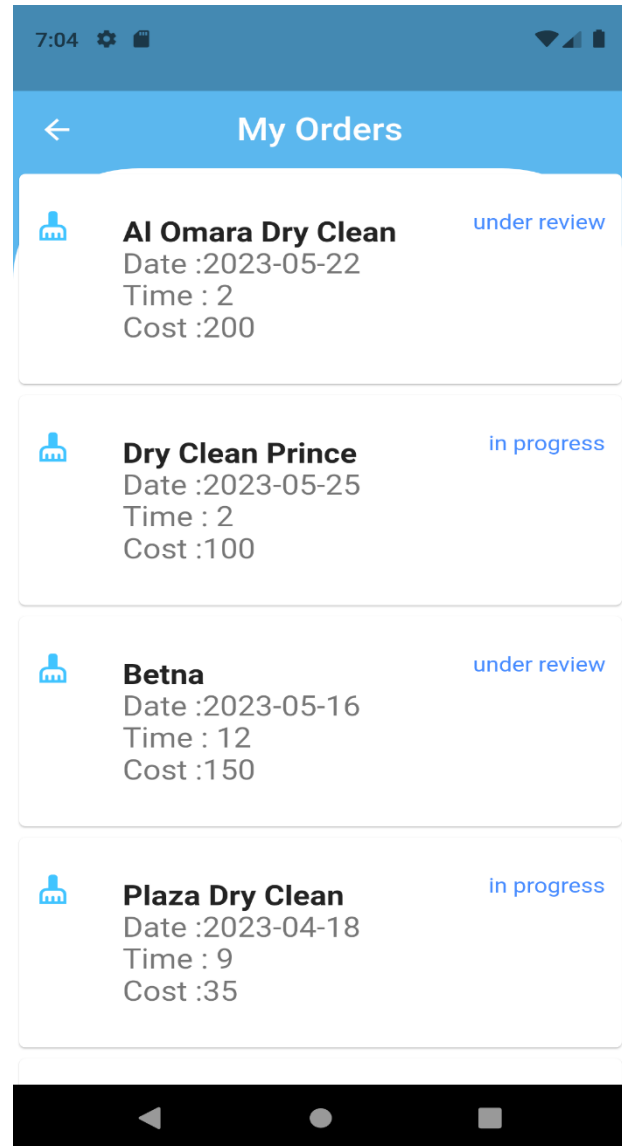 7:04
My Orders
Al Omara Dry Clean
under review
Date :2023-05-22
Time : 2
Cost :200
Dry Clean Prince
in progress
Date :2023-05-25
Time : 2
Cost :100
Betna
under review
Date :2023-05-16
Time : 12
Cost :150
Plaza Dry Clean
in progress
Date :2023-04-18
Time : 9
Cost :35